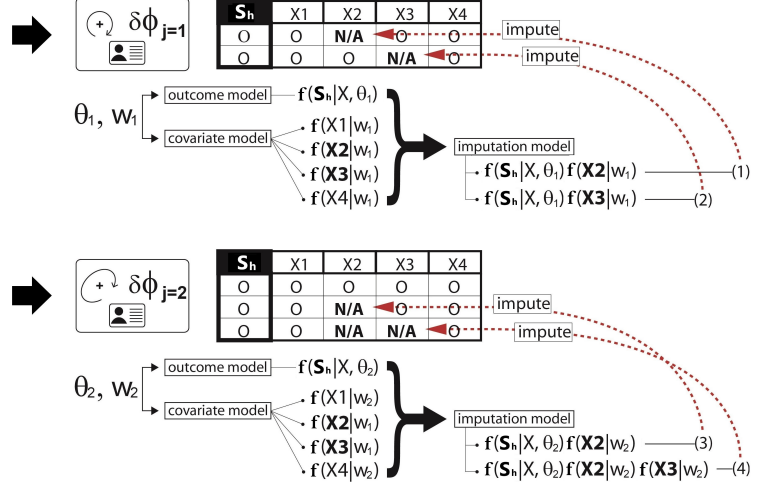 δϕ j=1
Sh X1 X2 X3 X4
O O N/A O O
O O O N/A O
impute
impute
θ1, w1
outcome model f(Sh|X, θ1)
covariate model
f(X1|w1)
f(X2|w1)
f(X3|w1)
f(X4|w1)
imputation model
f(Sh|X, θ1)f(X2|w1) (1)
f(Sh|X, θ1)f(X3|w1) (2)
δϕ j=2
Sh X1 X2 X3 X4
O O O O O
O O N/A O O
O O N/A N/A O
impute
impute
θ2, w2
outcome model f(Sh|X, θ2)
covariate model
f(X1|w2)
f(X2|w1)
f(X3|w1)
f(X4|w2)
imputation model
f(Sh|X, θ2)f(X2|w2) (3)
f(Sh|X, θ2)f(X2|w2)f(X3|w2) (4)